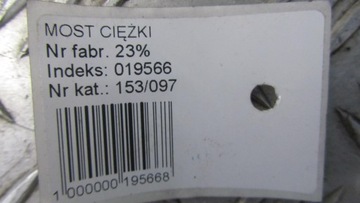 MOST CIĘŻKI
Nr fabr. 23%
Indeks: 019566
Nr kat.: 153/097
1 000000 195668